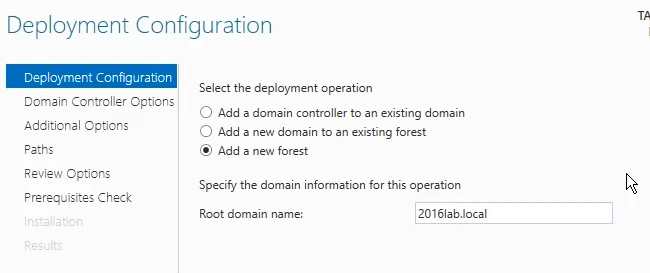 Deployment Configuration
TA
Deployment Configuration
Domain Controller Options
Additional Options
Paths
Review Options
Prerequisites Check
Installation
Results
Select the deployment operation
Add a domain controller to an existing domain
Add a new domain to an existing forest
Add a new forest
Specify the domain information for this operation
Root domain name: 2016lab.local